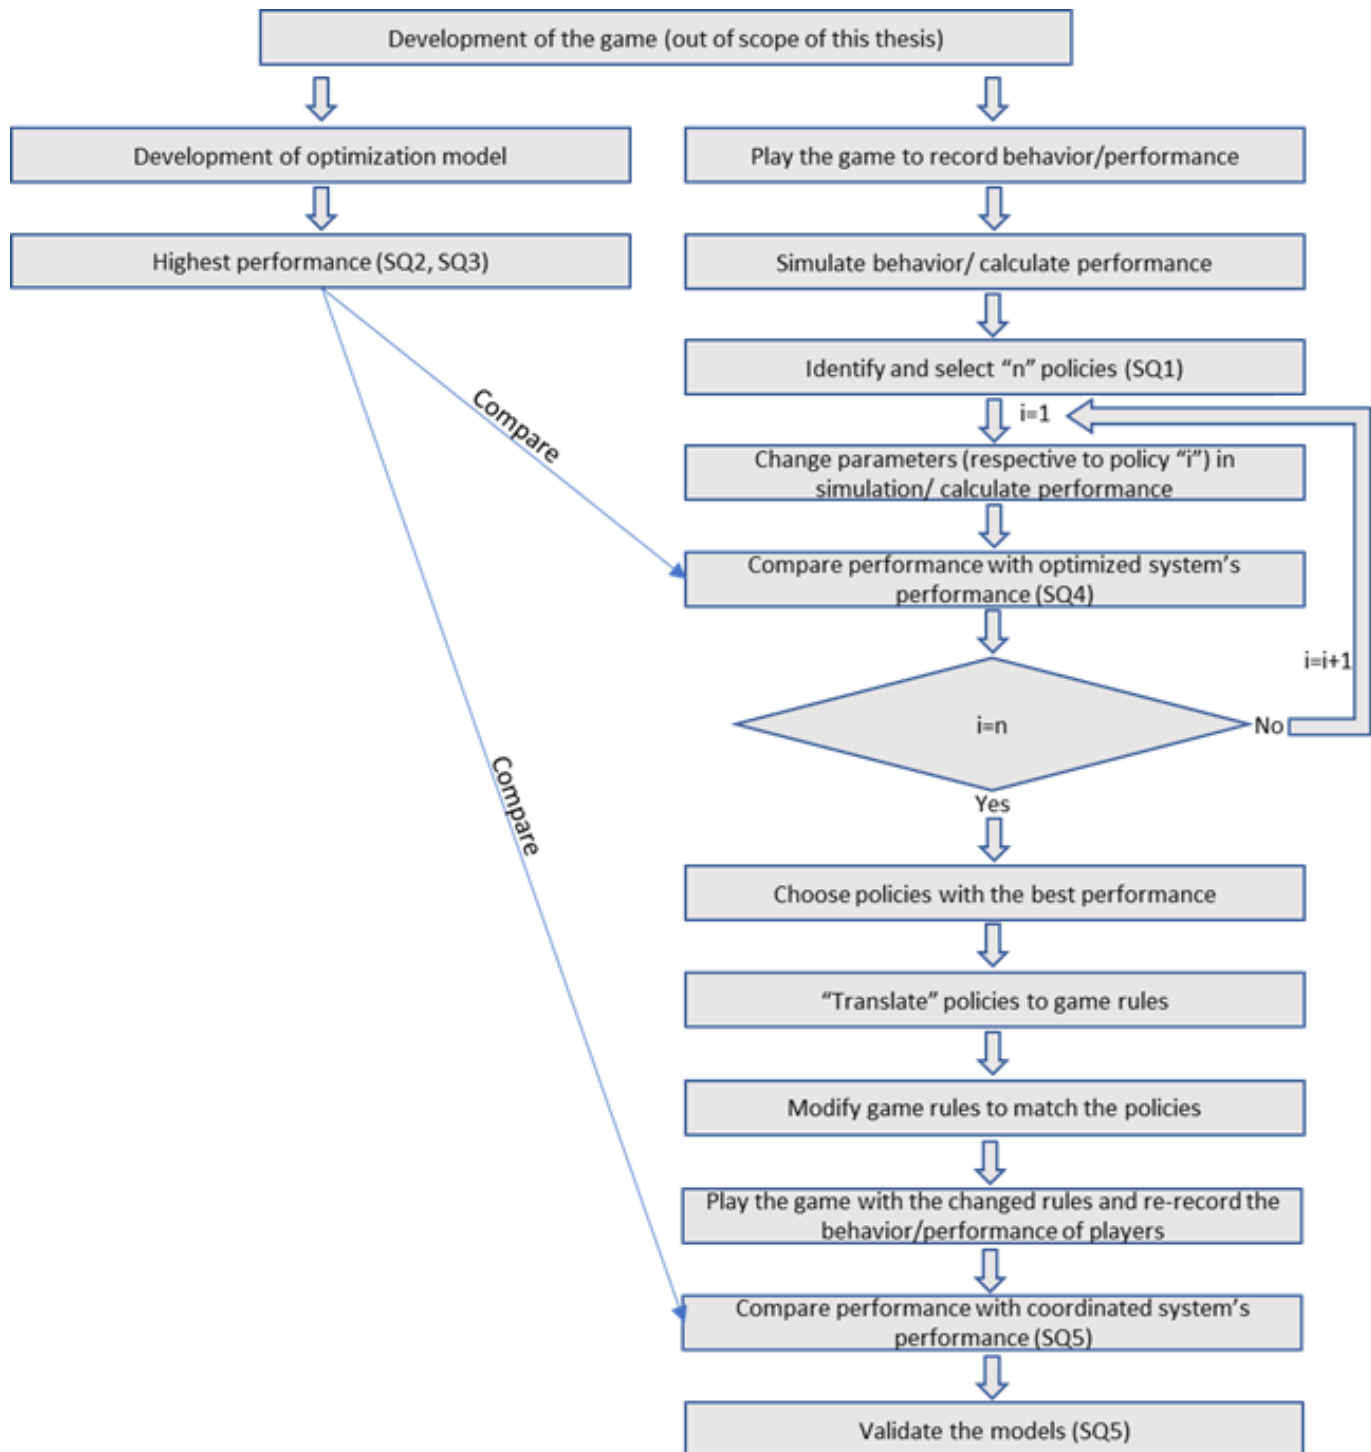 Development of the game (out of scope of this thesis)
Development of optimization model
Play the game to record behavior/performance
Highest performance (SQ2, SQ3)
Simulate behavior/ calculate performance
Identify and select “n” policies (SQ1)
i=1
Compare
Change parameters (respective to policy “i”) in
simulation/ calculate performance
Compare performance with optimized system’s
performance (SQ4)
i=i+1
i=n
No
Yes
Compare
Choose policies with the best performance
“Translate” policies to game rules
Modify game rules to match the policies
Play the game with the changed rules and re-record the
behavior/performance of players
Compare performance with coordinated system’s
performance (SQ5)
Validate the models (SQ5)